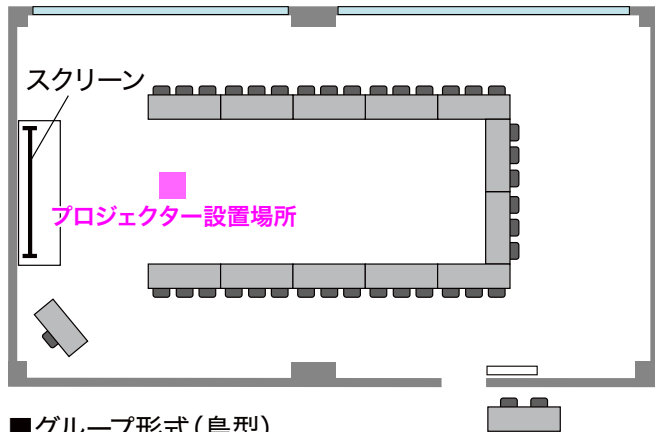 スクリーン
プロジェクター設置場所
■グループ形式(島型)